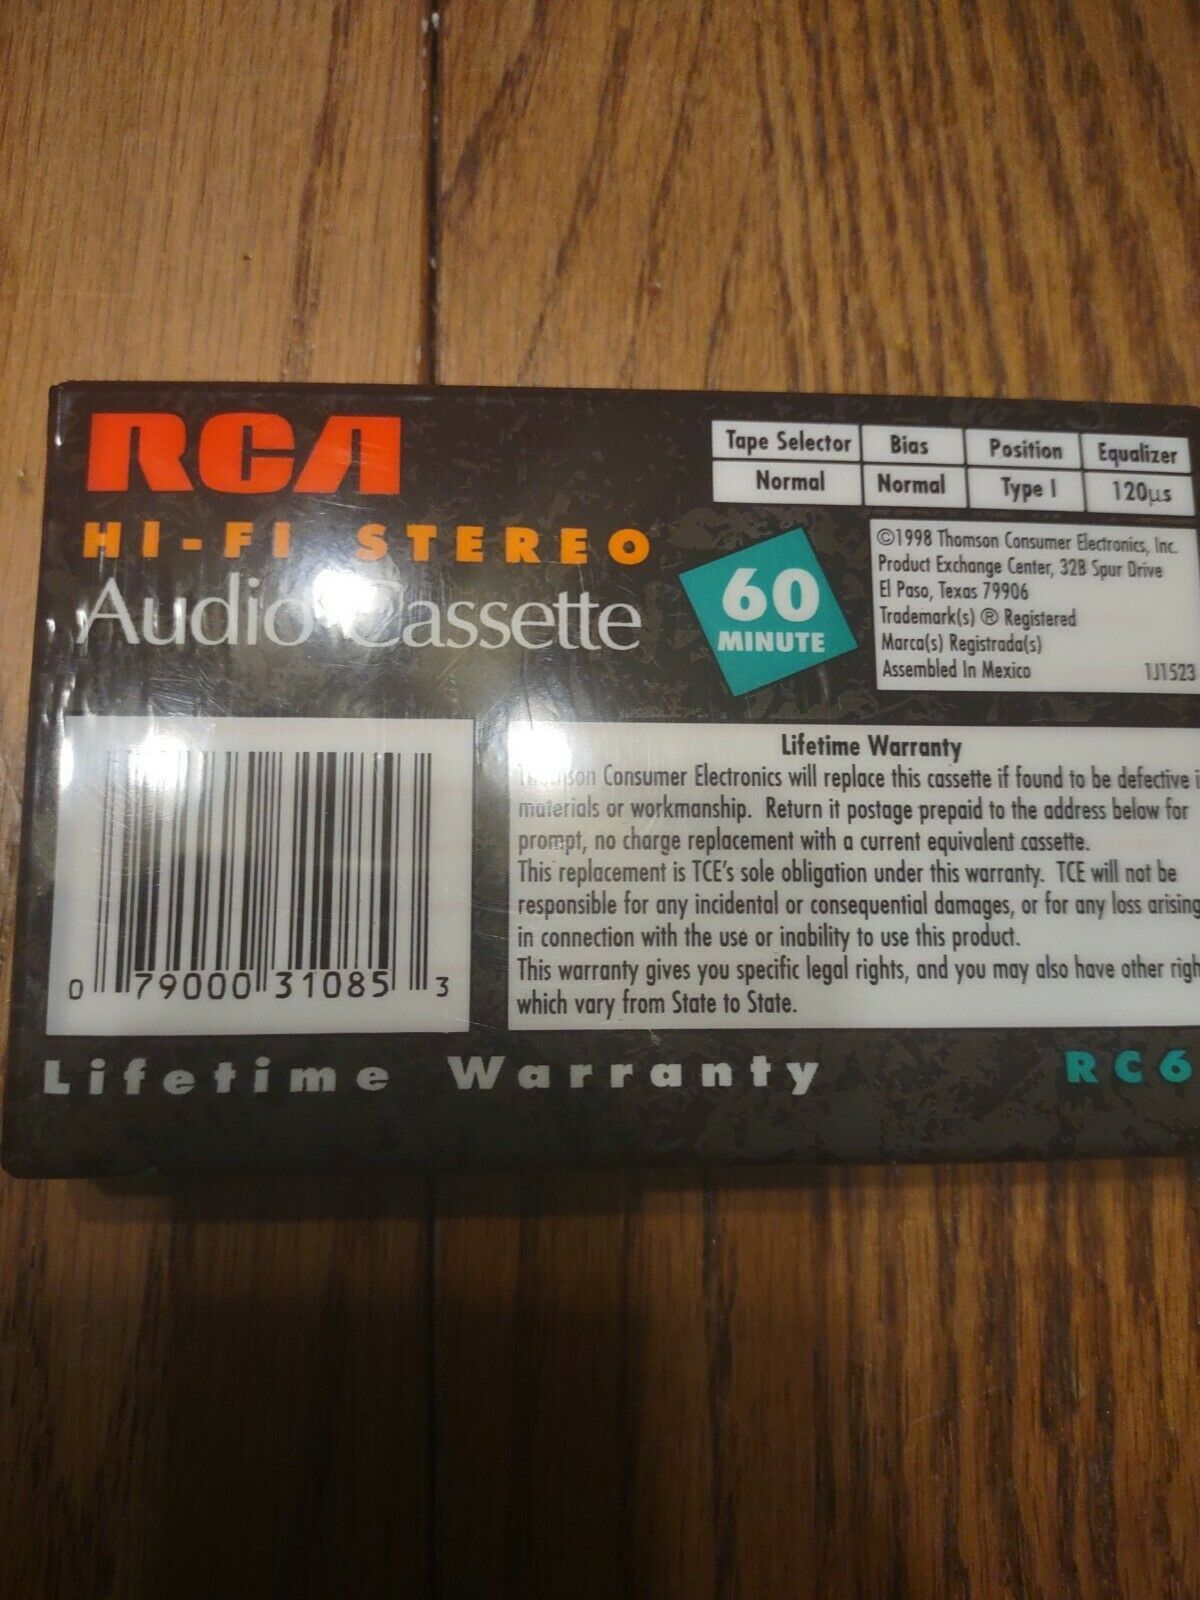 RCA
HI-FI STEREO
Audio Cassette
60
MINUTE
Tape Selector Bias Position Equalizer
Normal Normal Type I 120µs
©1998 Thomson Consumer Electronics, Inc.
Product Exchange Center, 32B Spur Drive
El Paso, Texas 79906
Trademark(s) ® Registered
Marca(s) Registrada(s)
Assembled In Mexico 1J1523
0 79000 31085 3
Lifetime Warranty
Thomson Consumer Electronics will replace this cassette if found to be defective
materials or workmanship. Return it postage prepaid to the address below for
prompt, no charge replacement with a current equivalent cassette.
This replacement is TCE's sole obligation under this warranty. TCE will not be
responsible for any incidental or consequential damages, or for any loss arising
in connection with the use or inability to use this product.
This warranty gives you specific legal rights, and you may also have other
which vary from State to State.
Lifetime Warranty
RC6